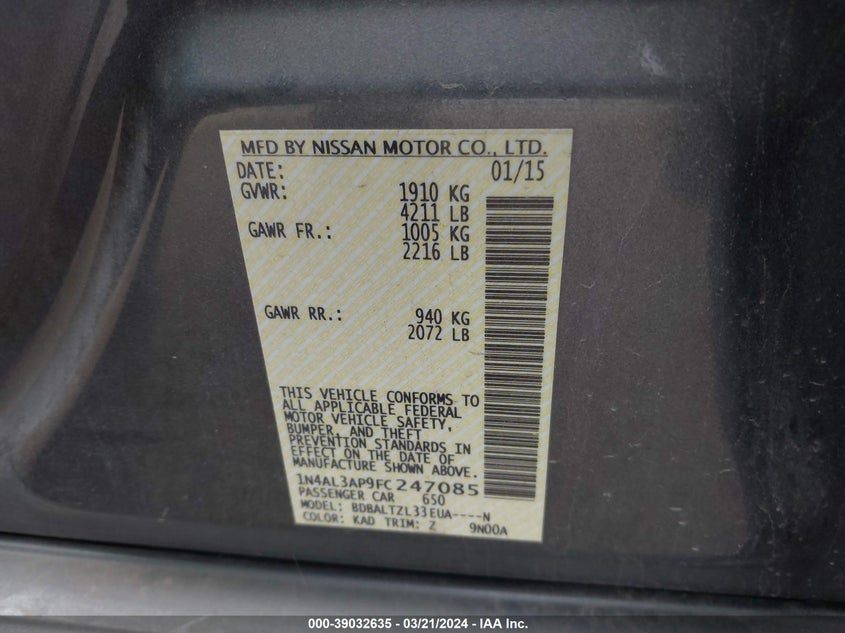 MFD BY NISSAN MOTOR CO., LTD.
DATE: 01/15
GVWR: 1910 KG
4211 LB
GAWR FR.: 1005 KG
2216 LB
GAWR RR.: 940 KG
2072 LB
THIS VEHICLE CONFORMS TO
ALL APPLICABLE FEDERAL
MOTOR VEHICLE SAFETY,
BUMPER, AND THEFT
PREVENTION STANDARDS IN
EFFECT ON THE DATE OF
MANUFACTURE SHOWN ABOVE.
1N4AL3AP9FC247085
PASSENGER CAR 650
MODEL: BDBALTZL33EUA----N
COLOR: KAD TRIM: Z 9N00A
000-39032635 - 03/21/2024 - IAA Inc.